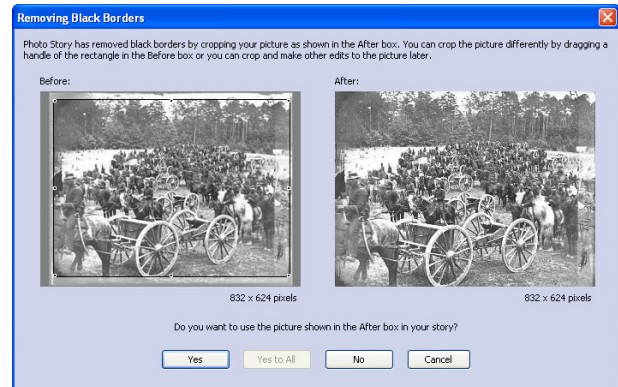 Removing Black Borders
Photo Story has removed black borders by cropping your picture as shown in the After box. You can crop the picture differently by dragging a
handle of the rectangle in the Before box or you can crop and make other edits to the picture later.
Before:
After:
832 x 624 pixels
832 x 624 pixels
Do you want to use the picture shown in the After box in your story?
Yes
Yes to All
No
Cancel